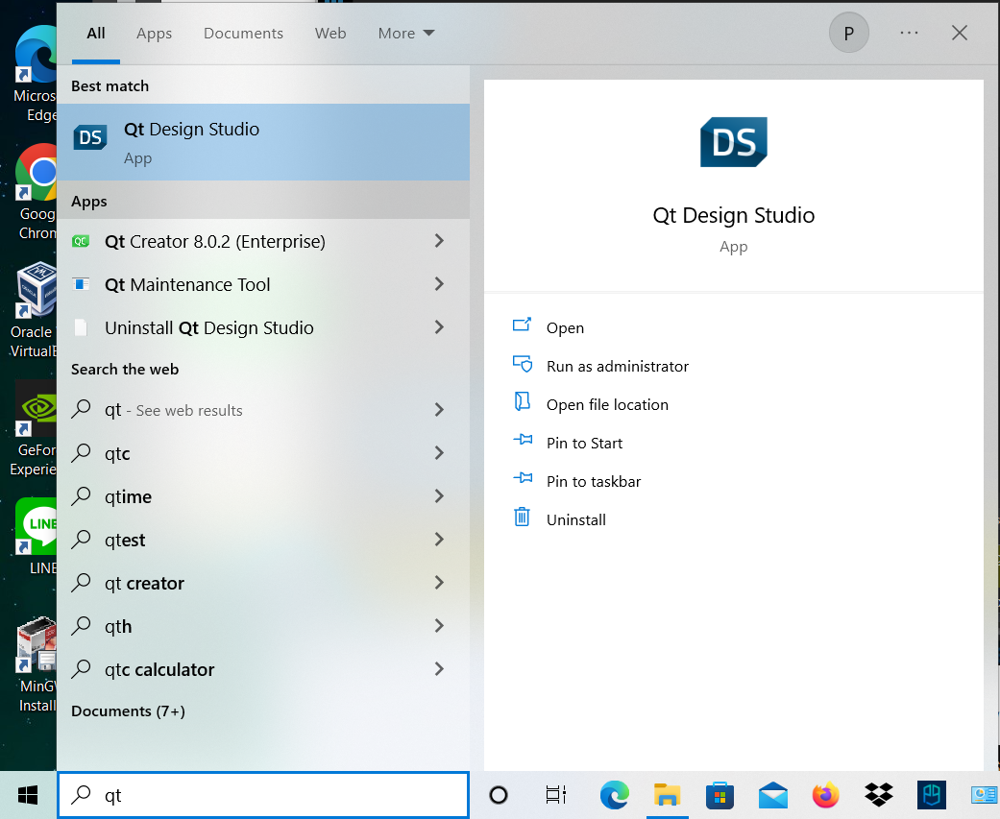 All
Apps
Documents
Web
More
P
Best match
DS
Qt Design Studio
App
Apps
QC
Qt Creator 8.0.2 (Enterprise)
Qt Maintenance Tool
Uninstall Qt Design Studio
Search the web
qt - See web results
qtc
qtime
qtest
qt creator
qth
qtc calculator
Documents (7+)
qt
DS
Qt Design Studio
App
Open
Run as administrator
Open file location
Pin to Start
Pin to taskbar
Uninstall
Micros
Edge
Goog
Chrom
Oracle
VirtualB
GeFor
Experie
LINE
LINE
MinGW
Install